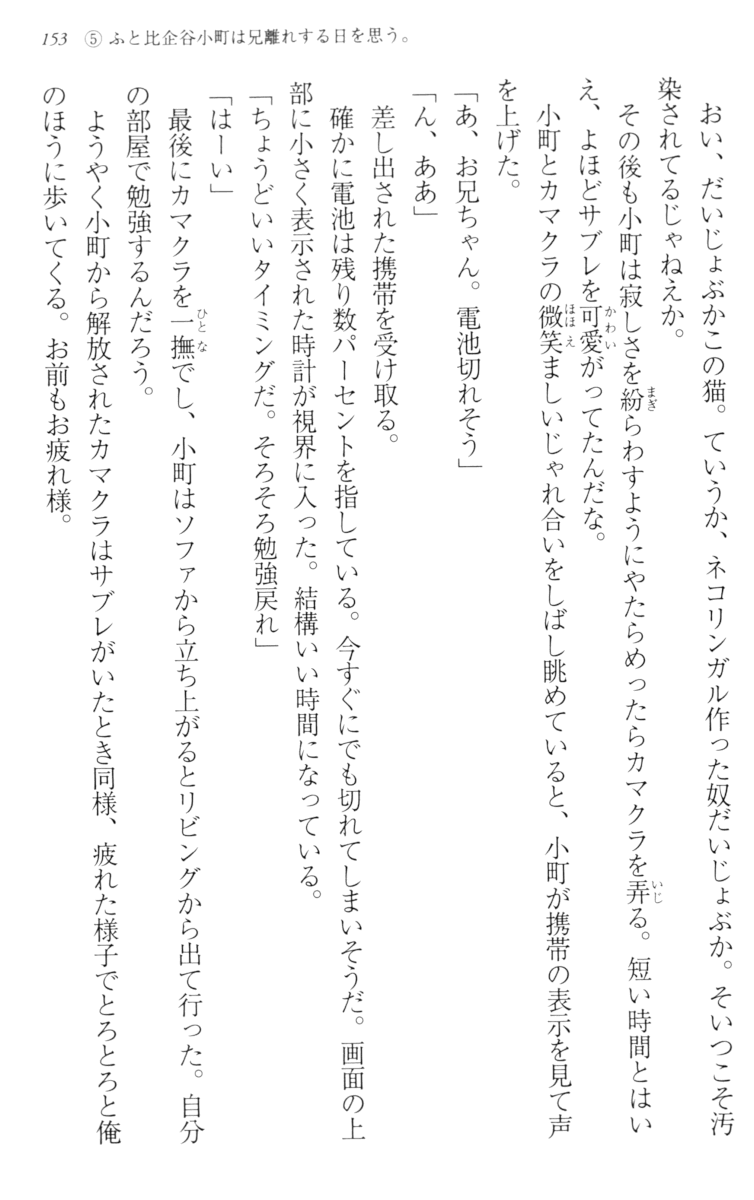 153　⑤ ふと比企谷小町は兄離れする日を思う。
おい、だいじょぶかこの猫。ていうか、ネコリンガル作った奴だいじょぶか。そいつこそ汚
染されてるじゃねえか。
その後も小町は寂しさを紛らわすようにやたらめったらカマクラを弄る。短い時間とはい
え、よほどサブレを可愛がってたんだな。
小町とカマクラの微笑ましいじゃれ合いをしばし眺めていると、小町が携帯の表示を見て声
を上げた。
「あ、お兄ちゃん。電池切れそう」
「ん、ああ」
差し出された携帯を受け取る。
確かに電池は残り数パーセントを指している。今すぐにでも切れてしまいそうだ。画面の上
部に小さく表示された時計が視界に入った。結構いい時間になっている。
「ちょうどいいタイミングだ。そろそろ勉強戻れ」
「はーい」
最後にカマクラを一撫でし、小町はソファから立ち上がるとリビングから出て行った。自分
の部屋で勉強するんだろう。
ようやく小町から解放されたカマクラはサブレがいたとき同様、疲れた様子でとろとろと俺
のほうに歩いてくる。お前もお疲れ様。